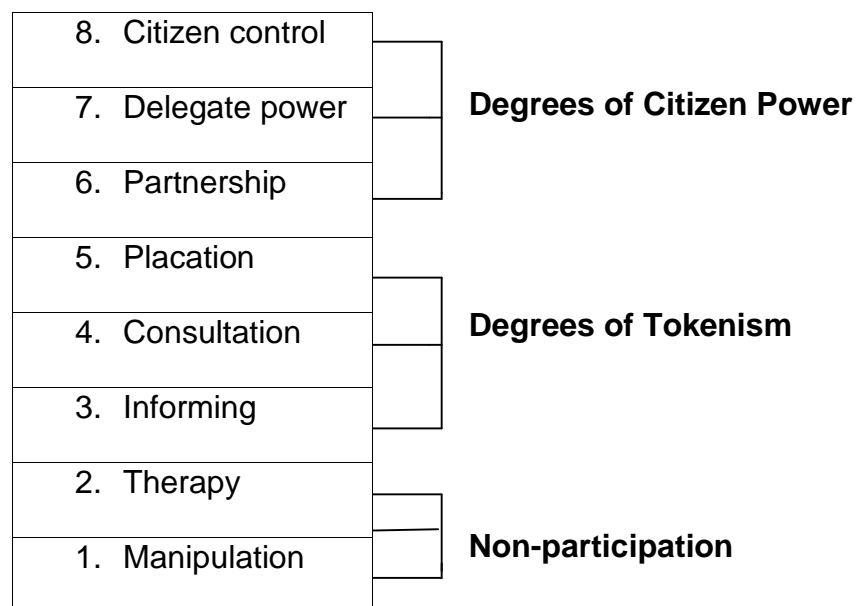 8. Citizen control
7. Delegate power
Degrees of Citizen Power
6. Partnership
5. Placation
4. Consultation
Degrees of Tokenism
3. Informing
2. Therapy
1. Manipulation
Non-participation